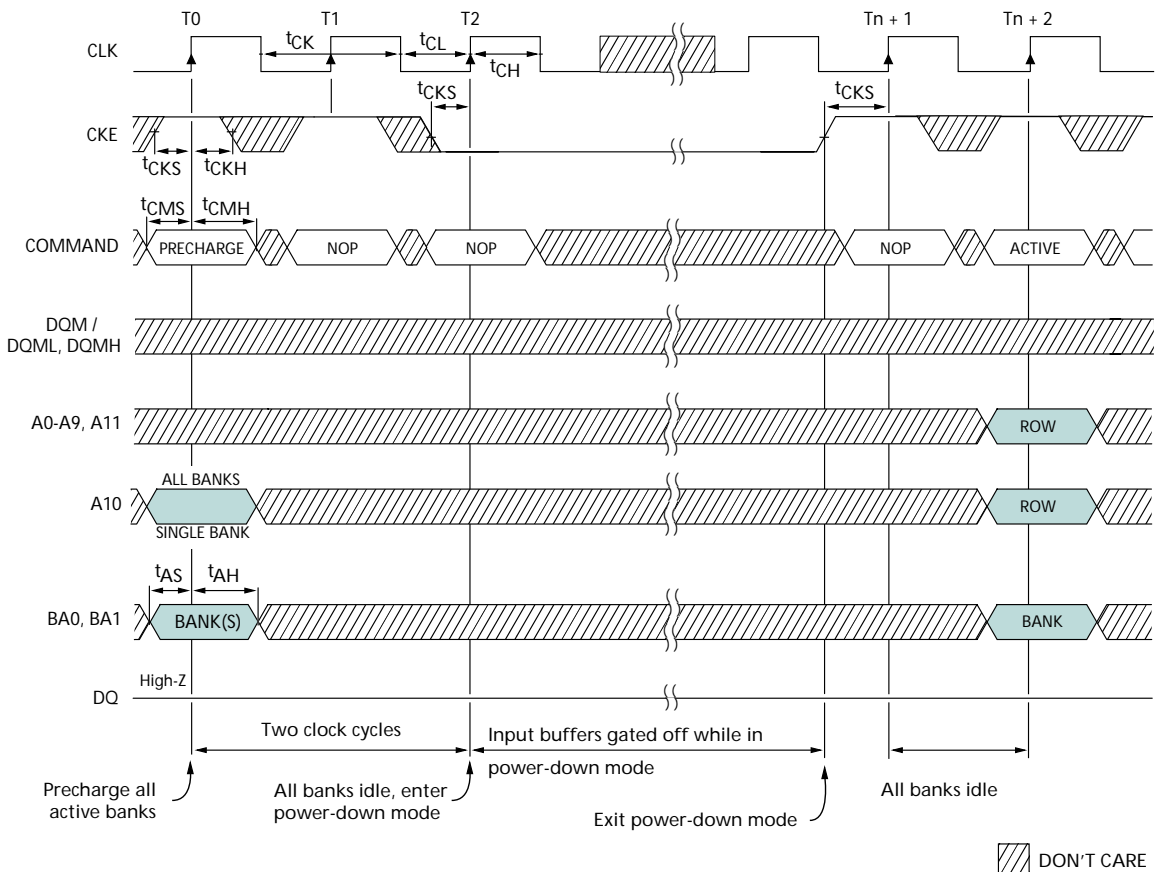 T0 T1 T2 Tn + 1 Tn + 2
CLK
tCK tCL
tCH
tCKS tCKS
CKE
tCKS tCKH
tCMS tCMH
COMMAND PRECHARGE NOP NOP NOP ACTIVE
DQM /
DQML, DQMH
A0-A9, A11 ROW
ALL BANKS
A10 ROW
SINGLE BANK
tAS tAH
BA0, BA1 BANK(S) BANK
High-Z
DQ
Two clock cycles
Input buffers gated off while in
power-down mode
Precharge all
active banks
All banks idle, enter
power-down mode
Exit power-down mode
All banks idle
DON'T CARE